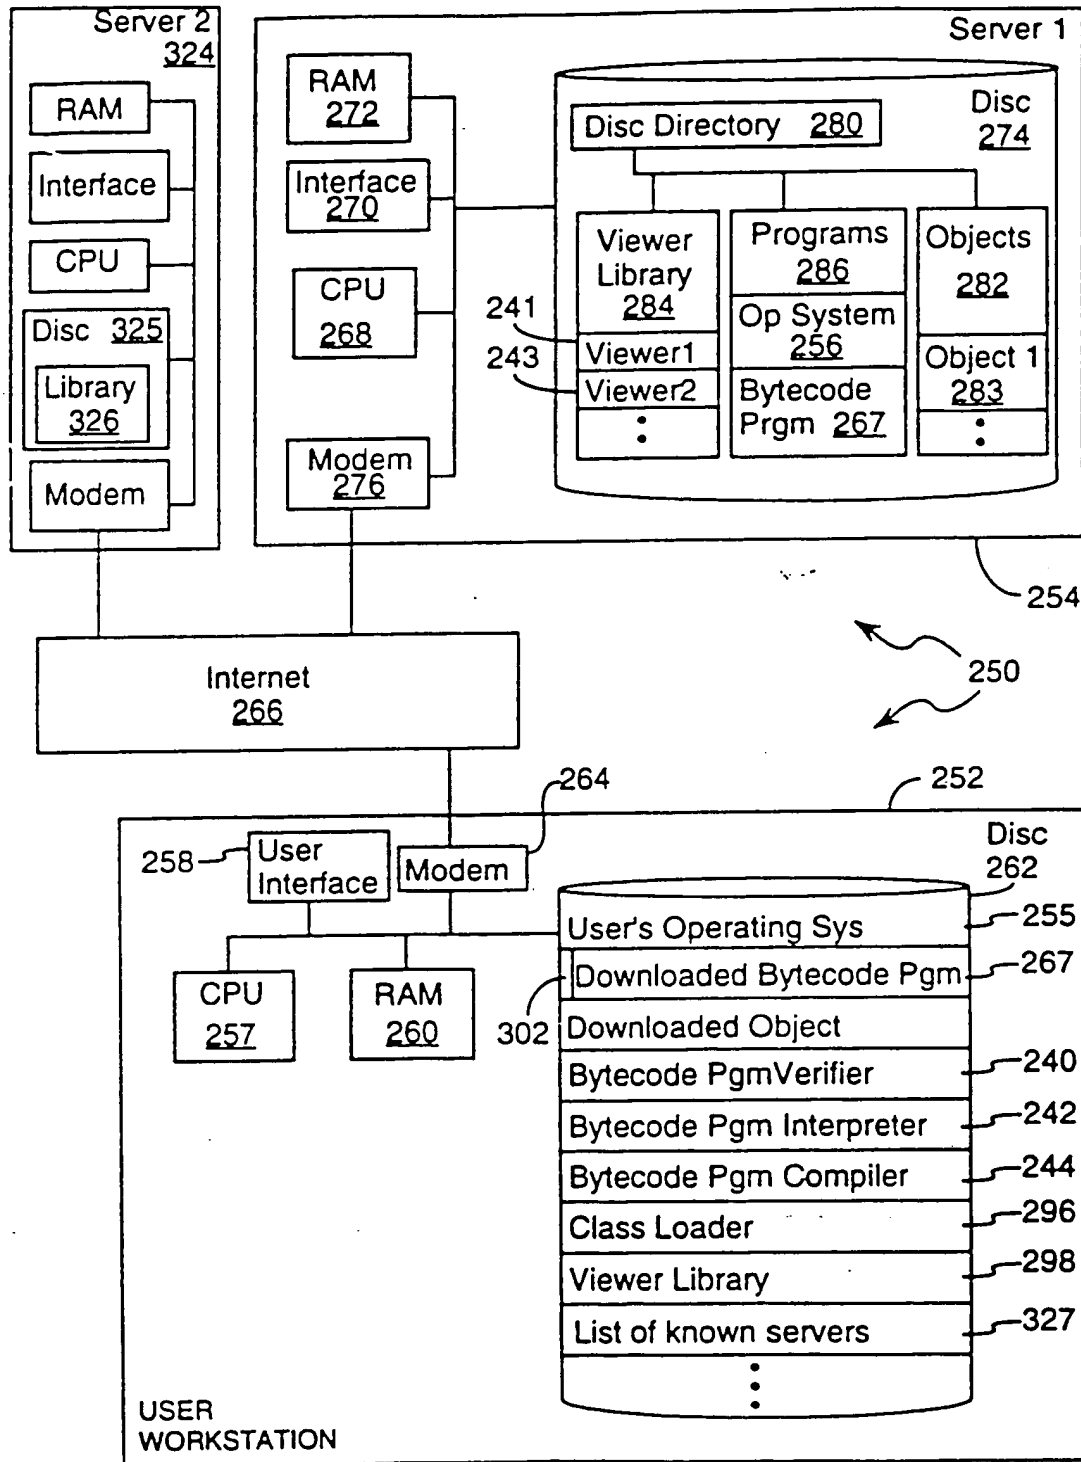 Server 2
324
RAM
Interface
CPU
Disc 325
Library
326
Modem
Server 1
RAM
272
Interface
270
CPU
268
Modem
276
Disc
274
Disc Directory 280
Viewer
Library
284
241
Viewer1
243
Viewer2
Programs
286
Op System
256
Bytecode
Prgm 267
Objects
282
Object 1
283
254
250
Internet
266
252
264
258
User
Interface
Modem
CPU
257
RAM
260
Disc
262
User's Operating Sys
255
Downloaded Bytecode Pgm
267
302
Downloaded Object
Bytecode PgmVerifier
240
Bytecode Pgm Interpreter
242
Bytecode Pgm Compiler
244
Class Loader
296
Viewer Library
298
List of known servers
327
USER
WORKSTATION